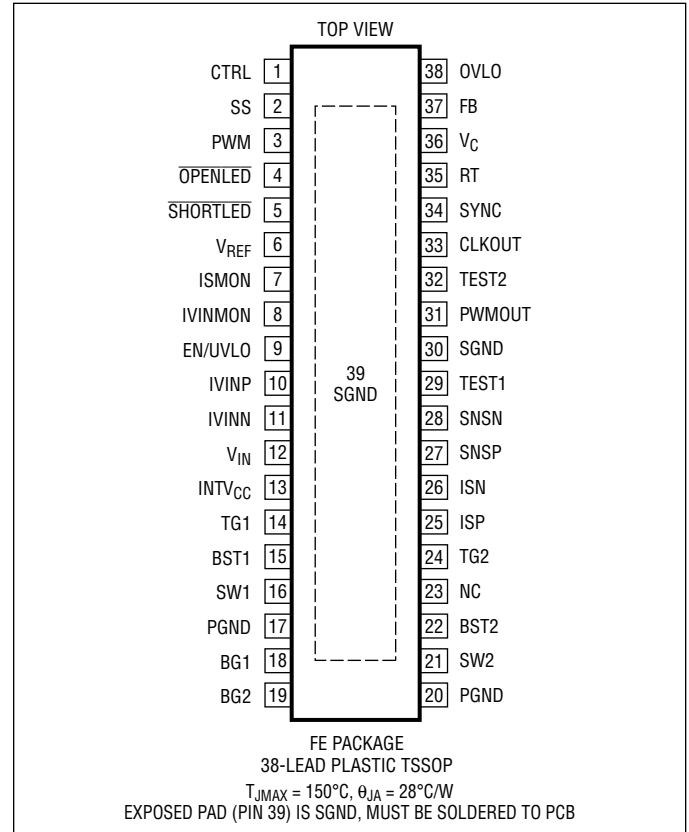 TOP VIEW
CTRL 1 38 OVLO
SS 2 37 FB
PWM 3 36 VC
OPENLED 4 35 RT
SHORTLED 5 34 SYNC
VREF 6 33 CLKOUT
ISMON 7 32 TEST2
IVINMON 8 31 PWMOUT
EN/UVLO 9 30 SGND
IVINP 10 29 TEST1
39
SGND
IVINN 11 28 SNSN
VIN 12 27 SNSP
INTVCC 13 26 ISN
TG1 14 25 ISP
BST1 15 24 TG2
SW1 16 23 NC
PGND 17 22 BST2
BG1 18 21 SW2
BG2 19 20 PGND
FE PACKAGE
38-LEAD PLASTIC TSSOP
TJMAX = 150°C, θJA = 28°C/W
EXPOSED PAD (PIN 39) IS SGND, MUST BE SOLDERED TO PCB